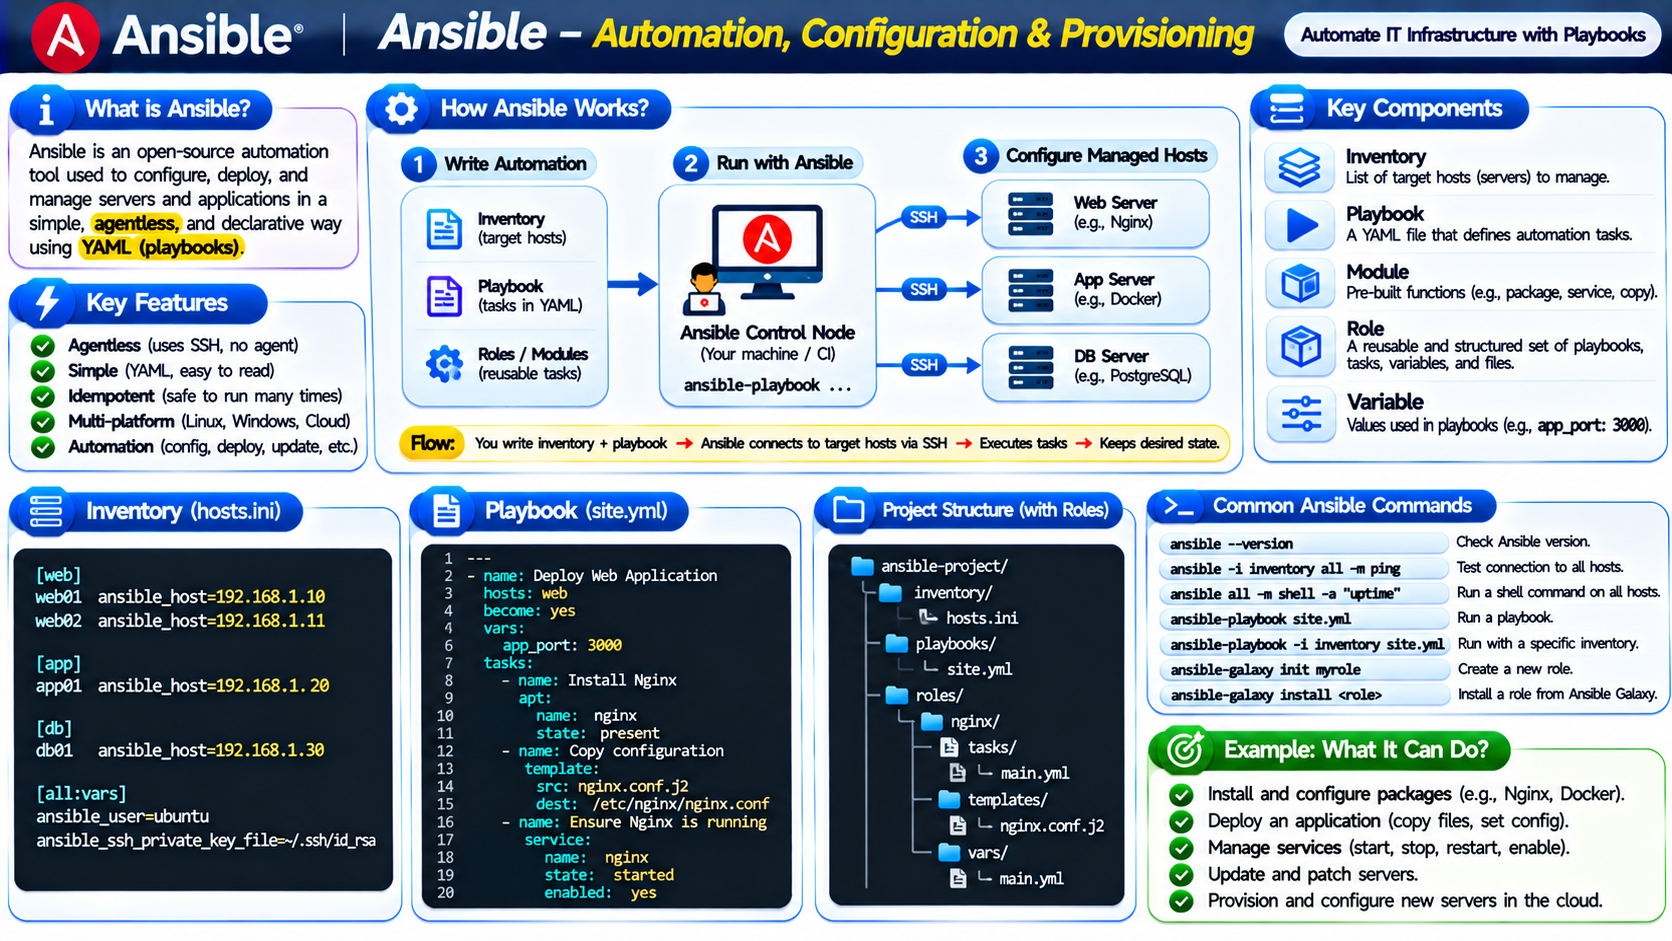 Ansible®
Ansible – Automation, Configuration & Provisioning
Automate IT Infrastructure with Playbooks
What is Ansible?
Ansible is an open-source automation
tool used to configure, deploy, and
manage servers and applications in a
simple, agentless, and declarative way
using YAML (playbooks).
Key Features
Agentless (uses SSH, no agent)
Simple (YAML, easy to read)
Idempotent (safe to run many times)
Multi-platform (Linux, Windows, Cloud)
Automation (config, deploy, update, etc.)
How Ansible Works?
1 Write Automation
Inventory
(target hosts)
Playbook
(tasks in YAML)
Roles / Modules
(reusable tasks)
2 Run with Ansible
Ansible Control Node
(Your machine / CI)
ansible-playbook ...
SSH
SSH
SSH
3 Configure Managed Hosts
Web Server
(e.g., Nginx)
App Server
(e.g., Docker)
DB Server
(e.g., PostgreSQL)
Flow: You write inventory + playbook → Ansible connects to target hosts via SSH → Executes tasks → Keeps desired state.
Key Components
Inventory
List of target hosts (servers) to manage.
Playbook
A YAML file that defines automation tasks.
Module
Pre-built functions (e.g., package, service, copy).
Role
A reusable and structured set of playbooks,
tasks, variables, and files.
Variable
Values used in playbooks (e.g., app_port: 3000).
Inventory (hosts.ini)
[web]
web01 ansible_host=192.168.1.10
web02 ansible_host=192.168.1.11
[app]
app01 ansible_host=192.168.1.20
[db]
db01 ansible_host=192.168.1.30
[all:vars]
ansible_user=ubuntu
ansible_ssh_private_key_file=~/.ssh/id_rsa
Playbook (site.yml)
1 ---
2 - name: Deploy Web Application
3 hosts: web
4 become: yes
4 vars:
6 app_port: 3000
7 tasks:
8 - name: Install Nginx
9 apt:
10 name: nginx
11 state: present
12 - name: Copy configuration
13 template:
14 src: nginx.conf.j2
15 dest: /etc/nginx/nginx.conf
16 - name: Ensure Nginx is running
17 service:
18 name: nginx
19 state: started
20 enabled: yes
Project Structure (with Roles)
ansible-project/
inventory/
hosts.ini
playbooks/
site.yml
roles/
nginx/
tasks/
main.yml
templates/
nginx.conf.j2
vars/
main.yml
>_ Common Ansible Commands
ansible --version Check Ansible version.
ansible -i inventory all -m ping Test connection to all hosts.
ansible all -m shell -a "uptime" Run a shell command on all hosts.
ansible-playbook site.yml Run a playbook.
ansible-playbook -i inventory site.yml Run with a specific inventory.
ansible-galaxy init myrole Create a new role.
ansible-galaxy install <role> Install a role from Ansible Galaxy.
Example: What It Can Do?
Install and configure packages (e.g., Nginx, Docker).
Deploy an application (copy files, set config).
Manage services (start, stop, restart, enable).
Update and patch servers.
Provision and configure new servers in the cloud.